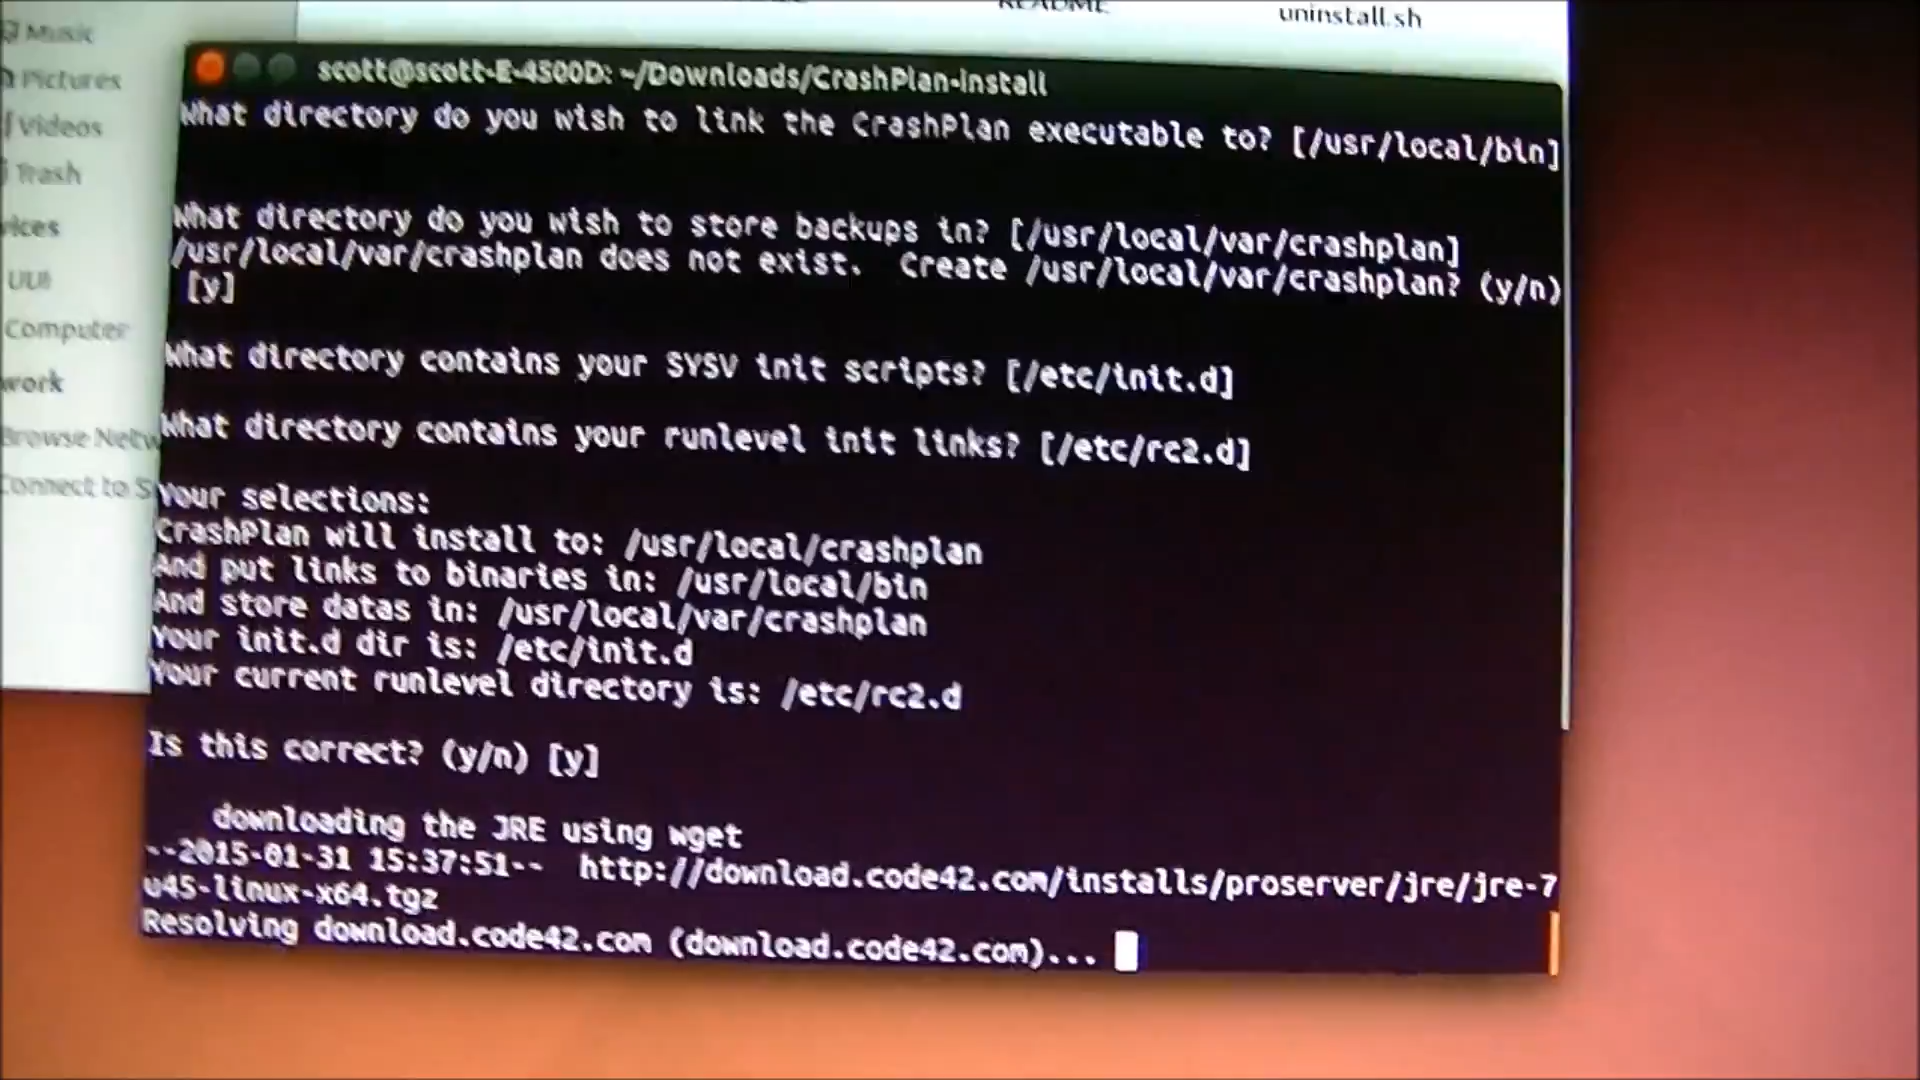 README
uninstall.sh
Music
Pictures
Videos
Trash
vices
UUI
Computer
work
Browse Netw
Connect to S
scott@scott-E-4500D: ~/Downloads/CrashPlan-install
What directory do you wish to link the CrashPlan executable to? [/usr/local/bin]
What directory do you wish to store backups in? [/usr/local/var/crashplan]
/usr/local/var/crashplan does not exist.  Create /usr/local/var/crashplan? (y/n)
[y]
What directory contains your SYSV init scripts? [/etc/init.d]
What directory contains your runlevel init links? [/etc/rc2.d]
Your selections:
CrashPlan will install to: /usr/local/crashplan
And put links to binaries in: /usr/local/bin
And store datas in: /usr/local/var/crashplan
Your init.d dir is: /etc/init.d
Your current runlevel directory is: /etc/rc2.d
Is this correct? (y/n) [y]
downloading the JRE using wget
--2015-01-31 15:37:51--  http://download.code42.com/installs/proserver/jre/jre-7
u45-linux-x64.tgz
Resolving download.code42.com (download.code42.com)...